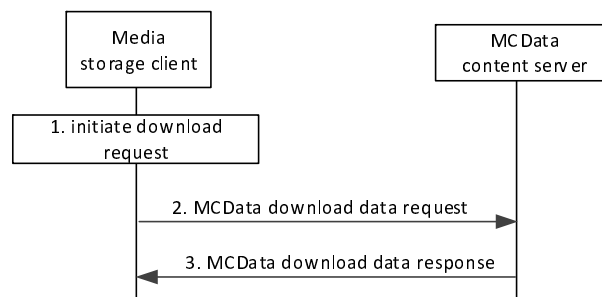 Media
storage client
MCData
content server
1. initiate download
request
2. MCData download data request
3. MCData download data response